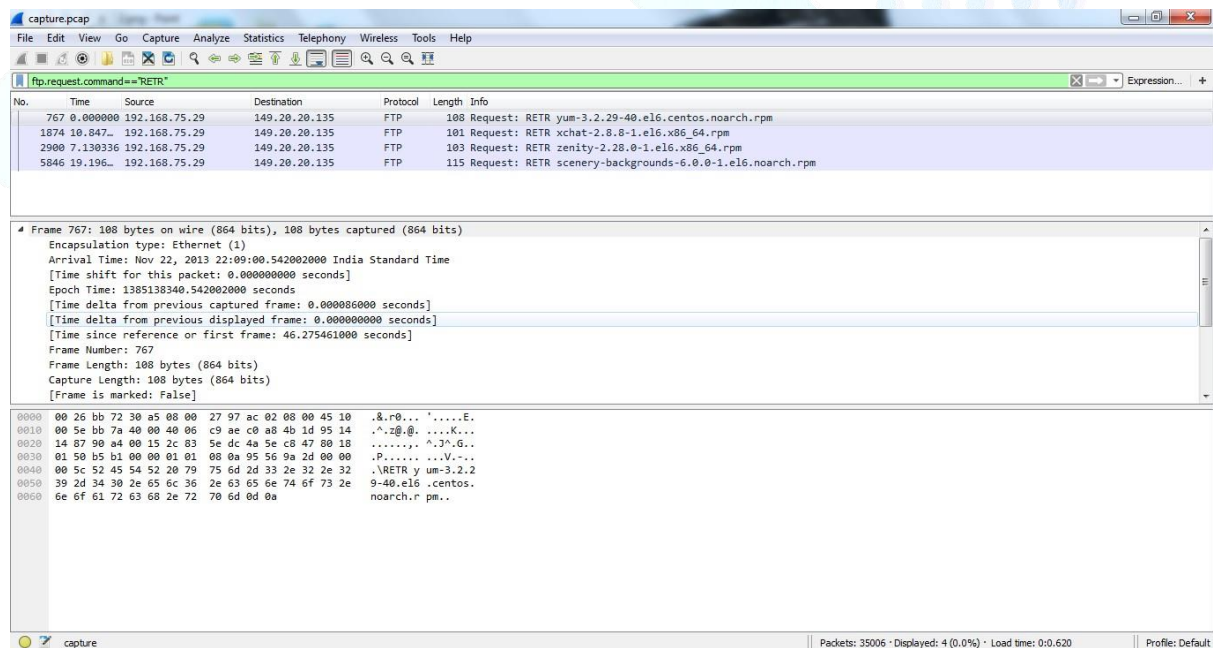 capture.pcap
File Edit View Go Capture Analyze Statistics Telephony Wireless Tools Help
ftp.request.command=="RETR"
Expression... +
No. Time Source Destination Protocol Length Info
767 0.000000 192.168.75.29 149.20.20.135 FTP 108 Request: RETR yum-3.2.29-40.el6.centos.noarch.rpm
1874 10.847… 192.168.75.29 149.20.20.135 FTP 101 Request: RETR xchat-2.8.8-1.el6.x86_64.rpm
2900 7.130336 192.168.75.29 149.20.20.135 FTP 103 Request: RETR zenity-2.28.0-1.el6.x86_64.rpm
5846 19.196… 192.168.75.29 149.20.20.135 FTP 115 Request: RETR scenery-backgrounds-6.0.0-1.el6.noarch.rpm
Frame 767: 108 bytes on wire (864 bits), 108 bytes captured (864 bits)
Encapsulation type: Ethernet (1)
Arrival Time: Nov 22, 2013 22:09:00.542002000 India Standard Time
[Time shift for this packet: 0.000000000 seconds]
Epoch Time: 1385138340.542002000 seconds
[Time delta from previous captured frame: 0.000086000 seconds]
[Time delta from previous displayed frame: 0.000000000 seconds]
[Time since reference or first frame: 46.275461000 seconds]
Frame Number: 767
Frame Length: 108 bytes (864 bits)
Capture Length: 108 bytes (864 bits)
[Frame is marked: False]
0000 00 26 bb 72 30 a5 08 00 27 97 ac 02 08 00 45 10 .&.r0... '.....E.
0010 00 5e bb 7a 40 00 40 06 c9 ae c0 a8 4b 1d 95 14 .^.z@.@. ....K...
0020 14 87 90 a4 00 15 2c 83 5e dc 4a 5e c8 47 80 18 ......,. ^.J^.G..
0030 01 50 b5 b1 00 00 01 01 08 0a 95 56 9a 2d 00 00 .P...... ...V.-..
0040 00 5c 52 45 54 52 20 79 75 6d 2d 33 2e 32 2e 32 .\RETR y um-3.2.2
0050 39 2d 34 30 2e 65 6c 36 2e 63 65 6e 74 6f 73 2e 9-40.el6 .centos.
0060 6e 6f 61 72 63 68 2e 72 70 6d 0d 0a noarch.r pm..
capture
Packets: 35006 · Displayed: 4 (0.0%) · Load time: 0:0.620
Profile: Default